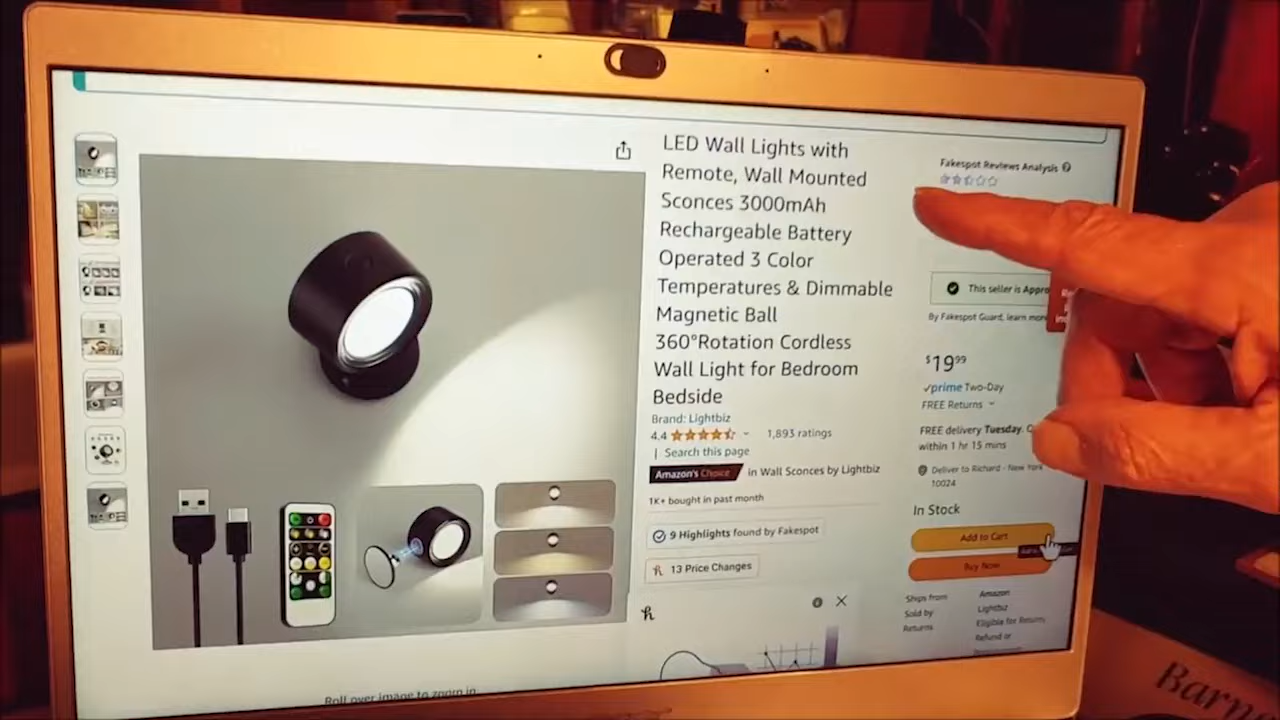 LED Wall Lights with
Remote, Wall Mounted
Sconces 3000mAh
Rechargeable Battery
Operated 3 Color
Temperatures & Dimmable
Magnetic Ball
360°Rotation Cordless
Wall Light for Bedroom
Bedside
Brand: Lightbiz
4.4
1,893 ratings
| Search this page
Amazon's Choice in Wall Sconces by Lightbiz
1K+ bought in past month
9 Highlights found by Fakespot
13 Price Changes
Roll over image to zoom in
Fakespot Reviews Analysis
This seller is Appro
By Fakespot Guard, learn more
$19.99
prime Two-Day
FREE Returns
FREE delivery Tuesday.
within 1 hr 15 mins
Deliver to Richard - New York
10024
In Stock
Add to Cart
Buy Now
Ships from Amazon
Sold by Lightbiz
Returns Eligible for Return,
Refund or
Barn